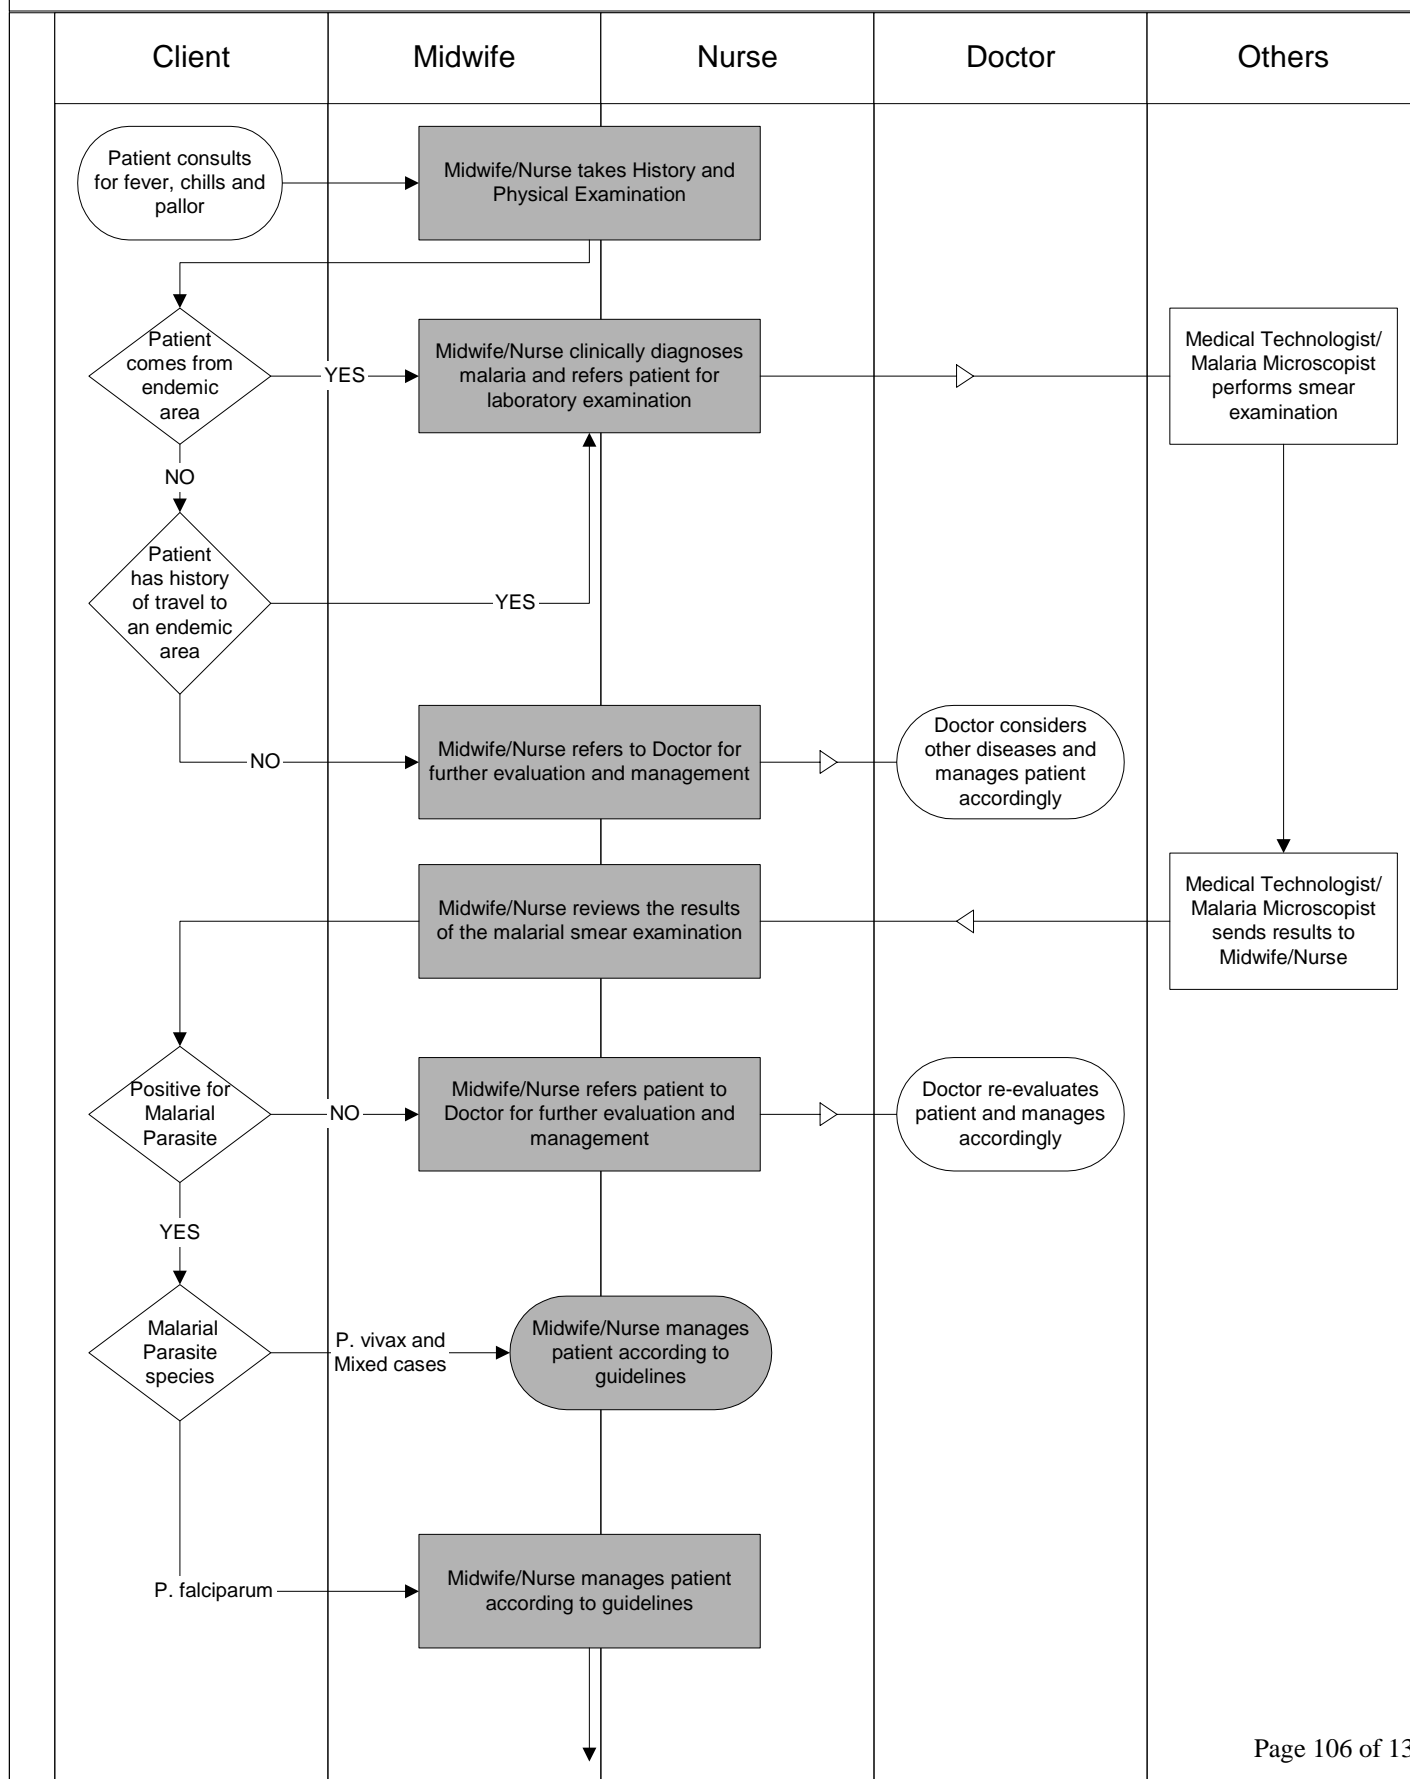 Client
Midwife
Nurse
Doctor
Others
Patient consults
for fever, chills and
pallor
Midwife/Nurse takes History and
Physical Examination
Patient
comes from
endemic
area
YES
Midwife/Nurse clinically diagnoses
malaria and refers patient for
laboratory examination
Medical Technologist/
Malaria Microscopist
performs smear
examination
NO
Patient
has history
of travel to
an endemic
area
YES
NO
Midwife/Nurse refers to Doctor for
further evaluation and management
Doctor considers
other diseases and
manages patient
accordingly
Medical Technologist/
Malaria Microscopist
sends results to
Midwife/Nurse
Midwife/Nurse reviews the results
of the malarial smear examination
Positive for
Malarial
Parasite
NO
Midwife/Nurse refers patient to
Doctor for further evaluation and
management
Doctor re-evaluates
patient and manages
accordingly
YES
Malarial
Parasite
species
P. vivax and
Mixed cases
Midwife/Nurse manages
patient according to
guidelines
P. falciparum
Midwife/Nurse manages patient
according to guidelines
Page 106 of 13